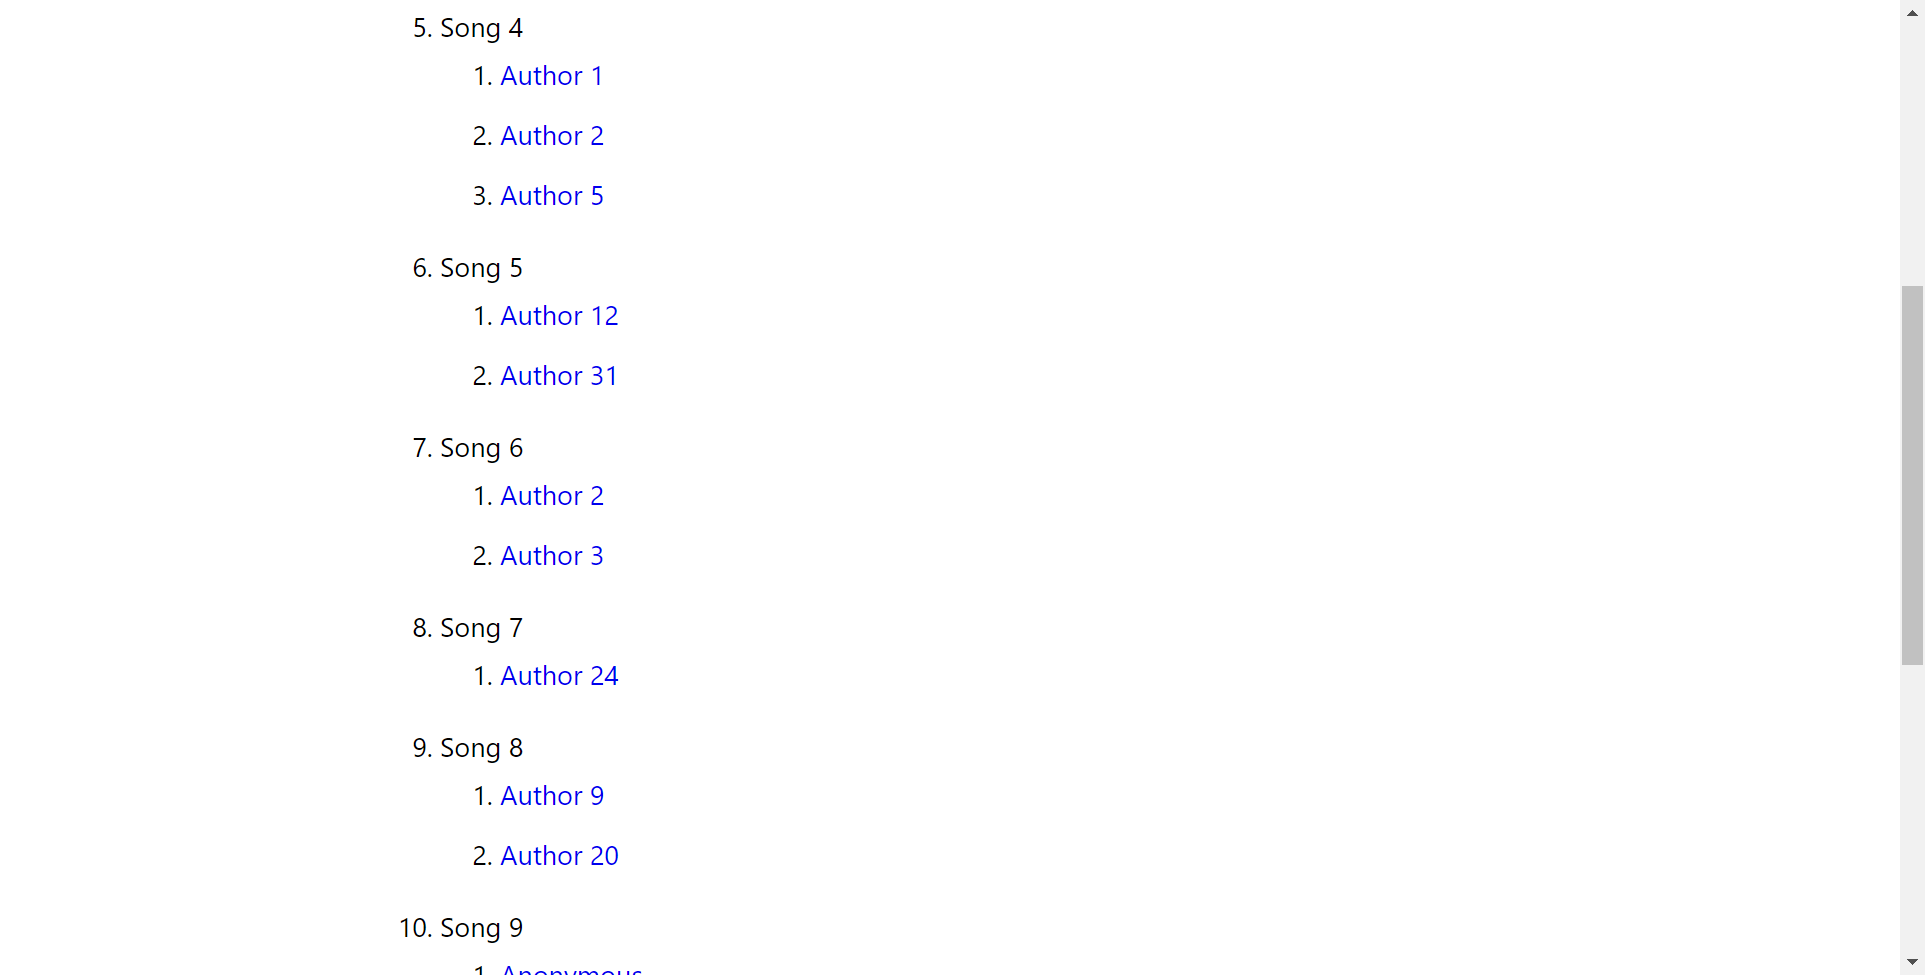 5. Song 4
1. Author 1
2. Author 2
3. Author 5
6. Song 5
1. Author 12
2. Author 31
7. Song 6
1. Author 2
2. Author 3
8. Song 7
1. Author 24
9. Song 8
1. Author 9
2. Author 20
10. Song 9
1. Anonymous